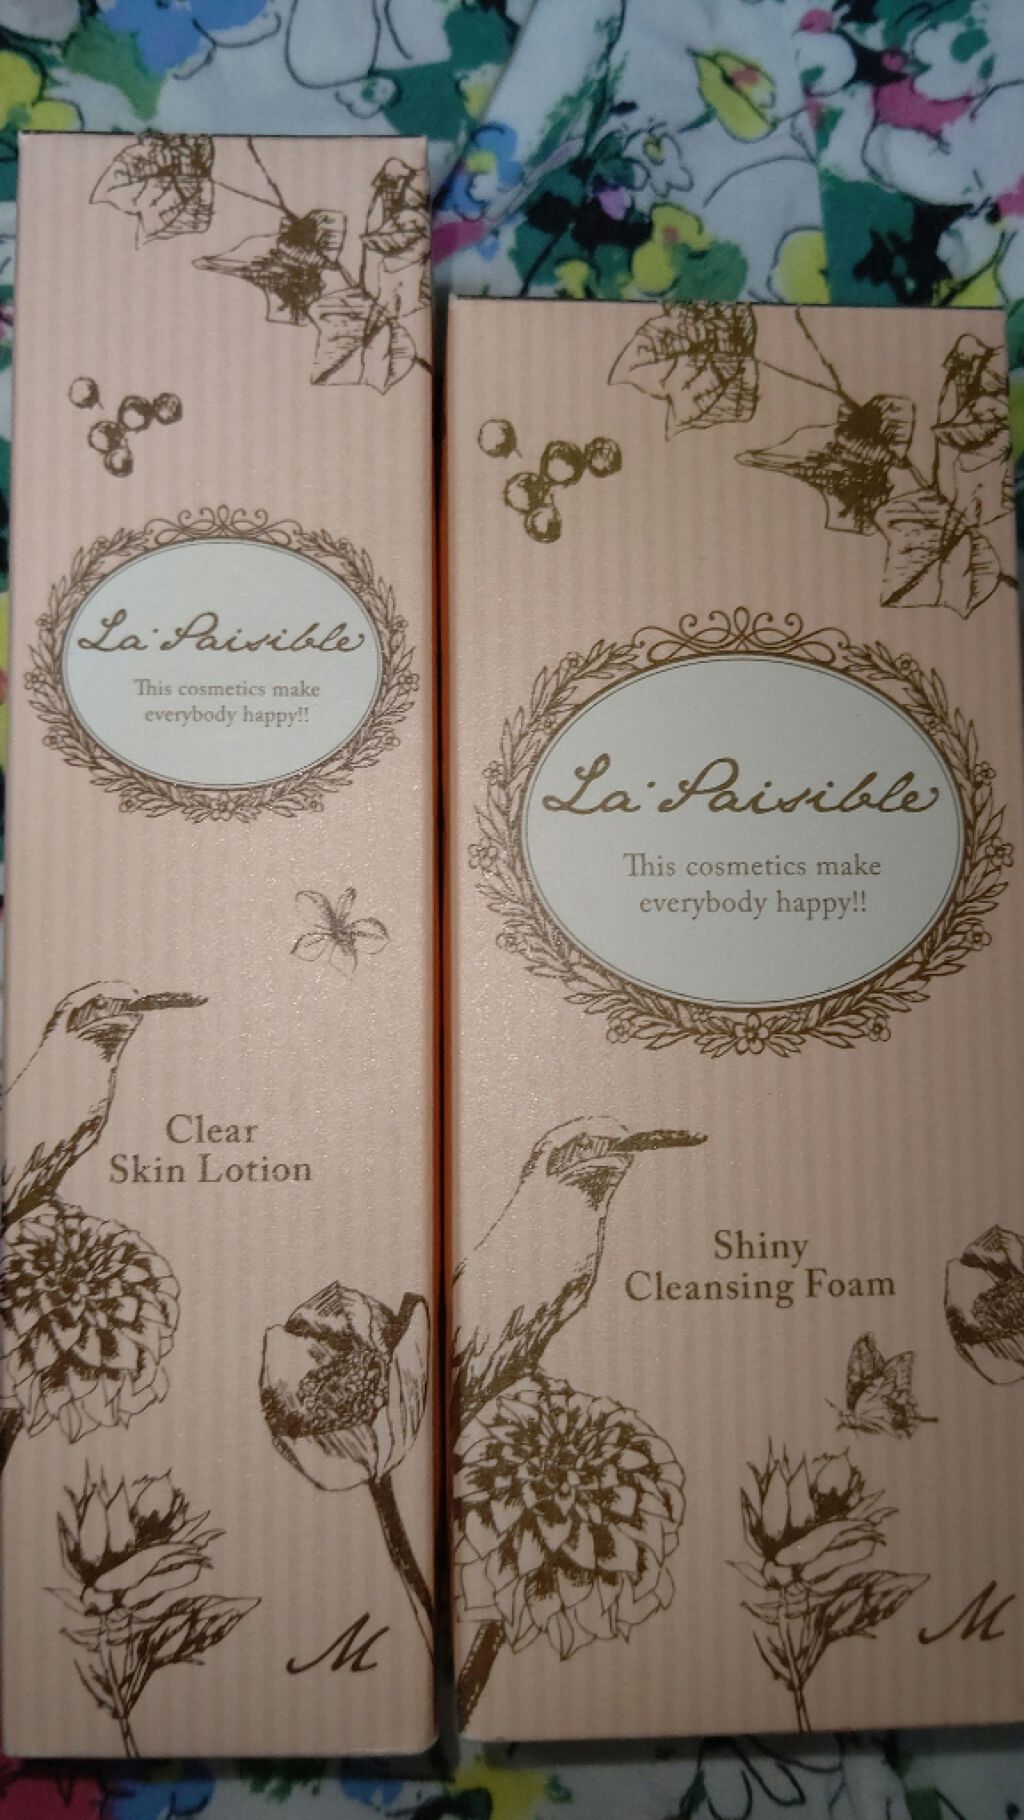 La Paisible
This cosmetics make
everybody happy!!
Clear
Skin Lotion
M
La Paisible
This cosmetics make
everybody happy!!
Shiny
Cleansing Foam
M